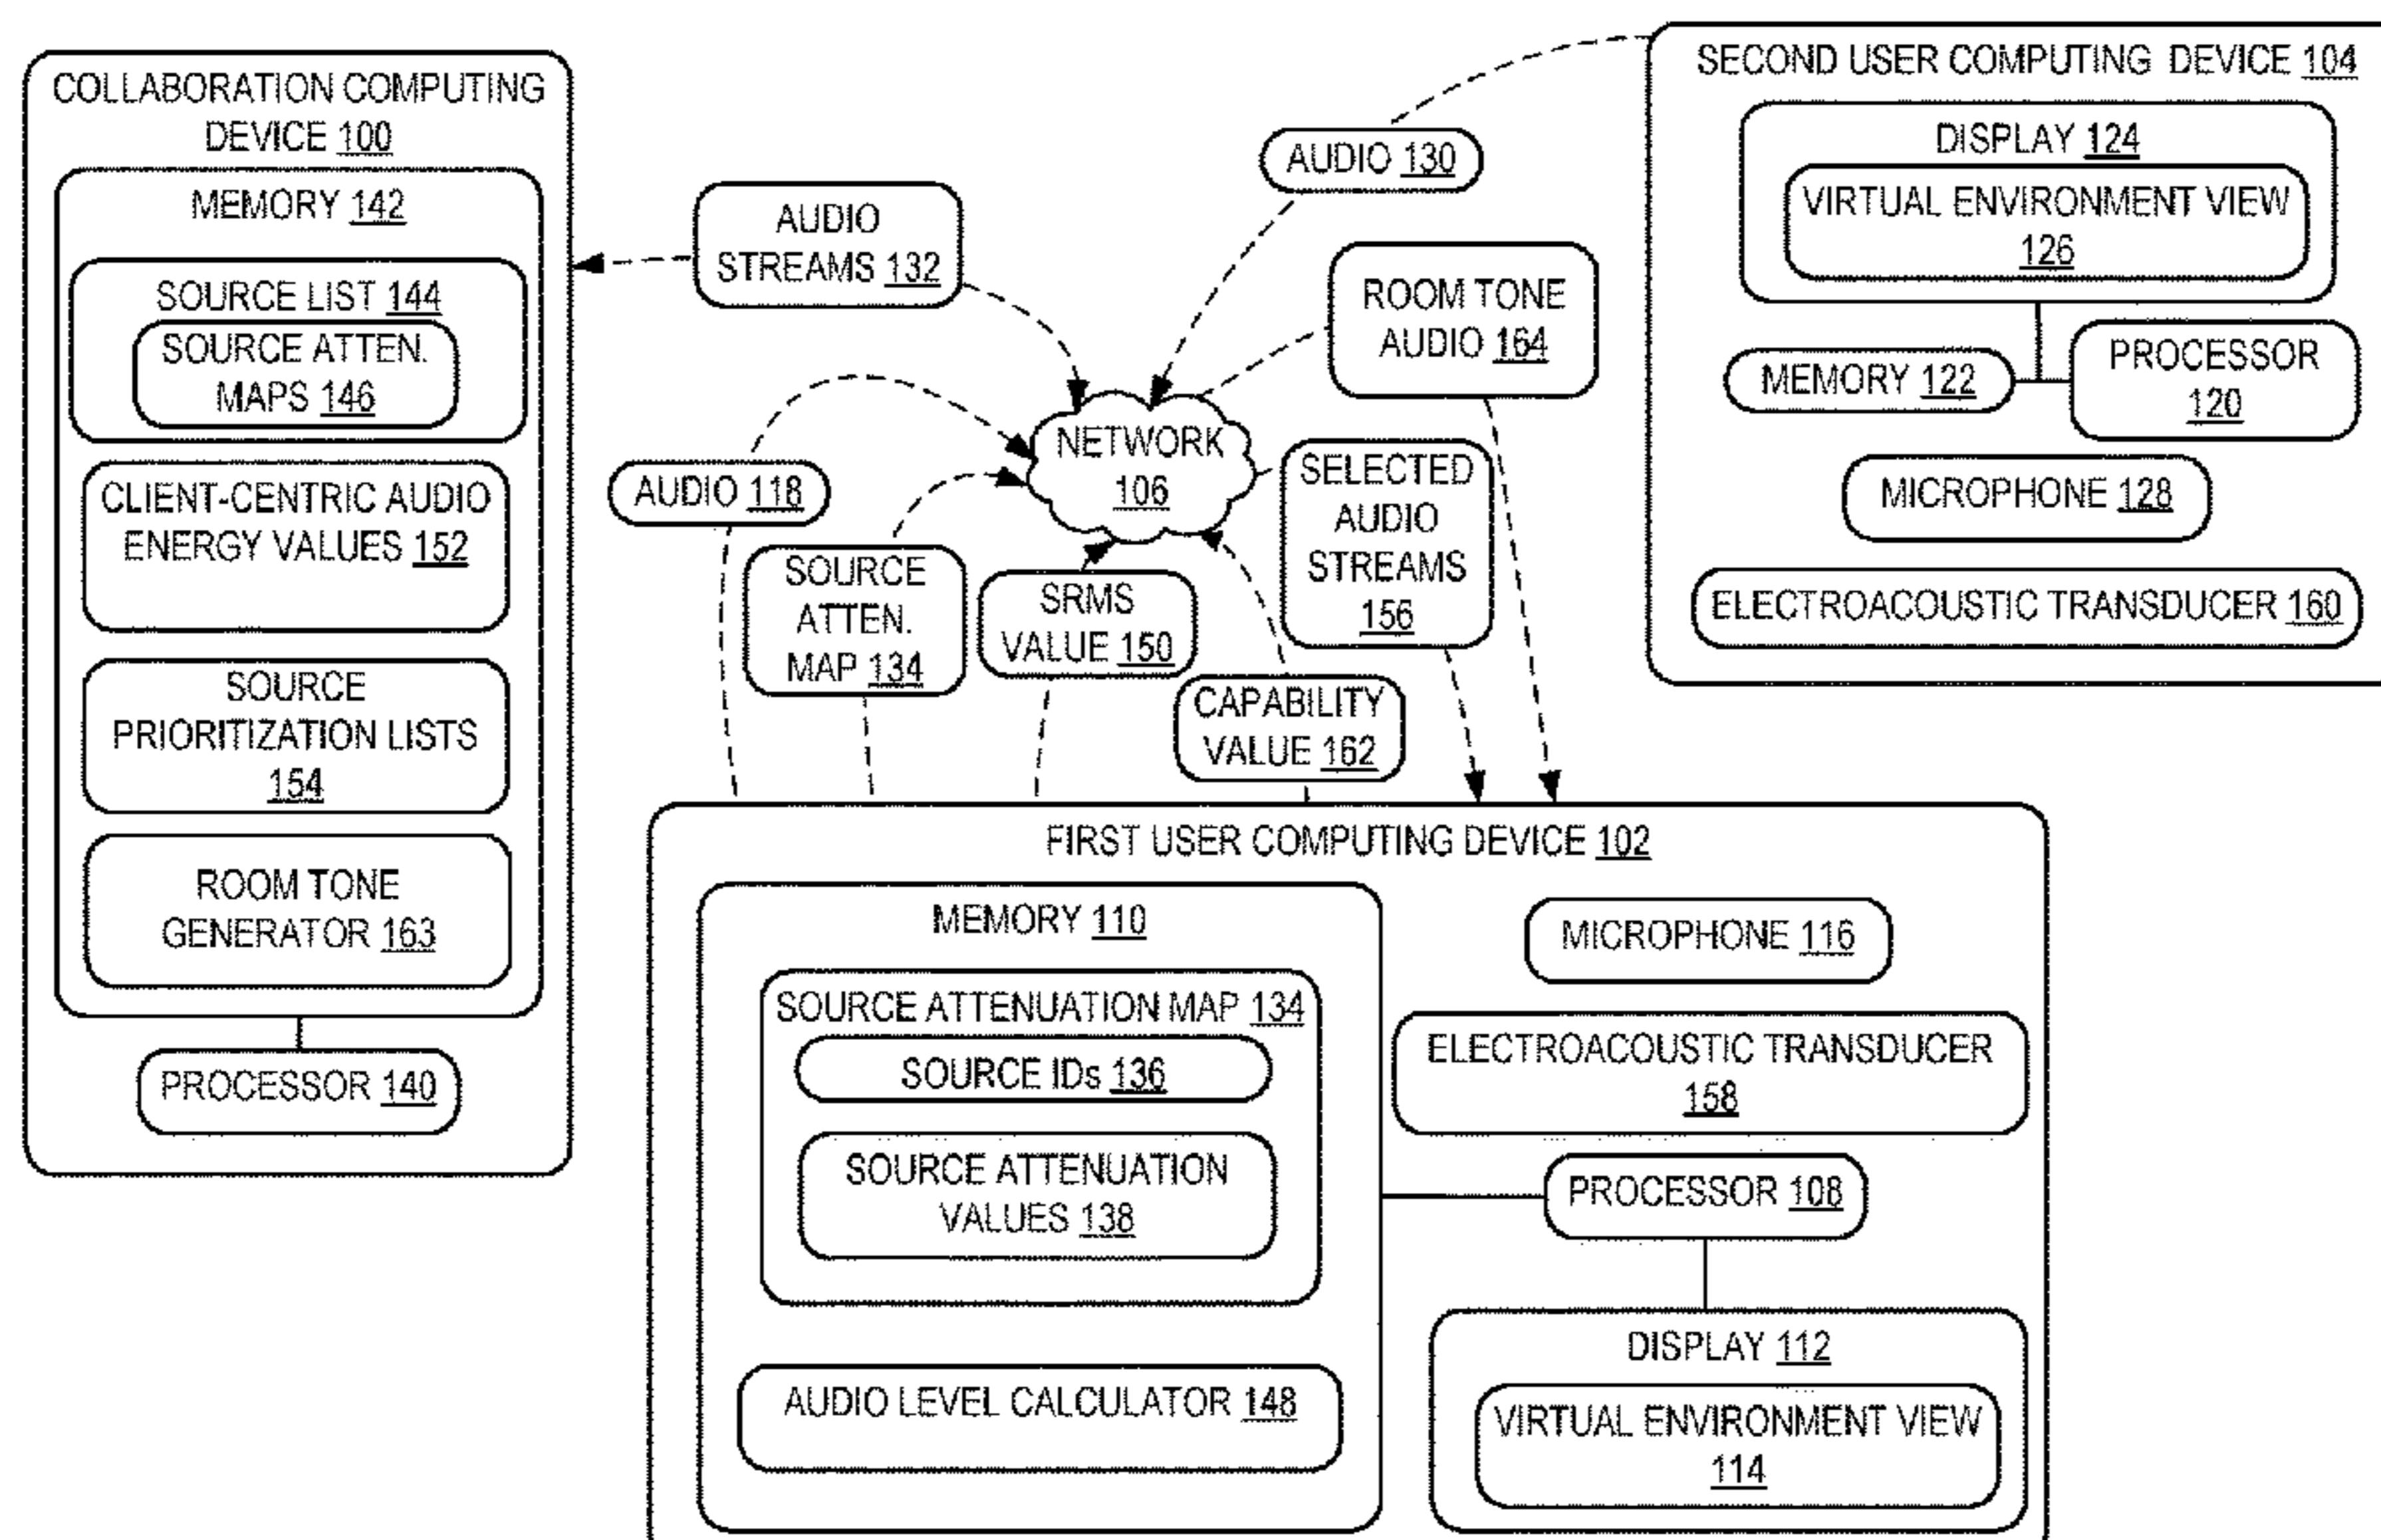 COLLABORATION COMPUTING
DEVICE 100
MEMORY 142
SOURCE LIST 144
SOURCE ATTEN.
MAPS 146
CLIENT-CENTRIC AUDIO
ENERGY VALUES 152
SOURCE
PRIORITIZATION LISTS
154
ROOM TONE
GENERATOR 163
PROCESSOR 140
AUDIO
STREAMS 132
AUDIO 130
ROOM TONE
AUDIO 164
NETWORK
106
AUDIO 118
SOURCE
ATTEN.
MAP 134
SRMS
VALUE 150
CAPABILITY
VALUE 162
SELECTED
AUDIO
STREAMS
156
SECOND USER COMPUTING DEVICE 104
DISPLAY 124
VIRTUAL ENVIRONMENT VIEW
126
MEMORY 122
PROCESSOR
120
MICROPHONE 128
ELECTROACOUSTIC TRANSDUCER 160
FIRST USER COMPUTING DEVICE 102
MEMORY 110
SOURCE ATTENUATION MAP 134
SOURCE IDs 136
SOURCE ATTENUATION
VALUES 138
AUDIO LEVEL CALCULATOR 148
MICROPHONE 116
ELECTROACOUSTIC TRANSDUCER
158
PROCESSOR 108
DISPLAY 112
VIRTUAL ENVIRONMENT VIEW
114